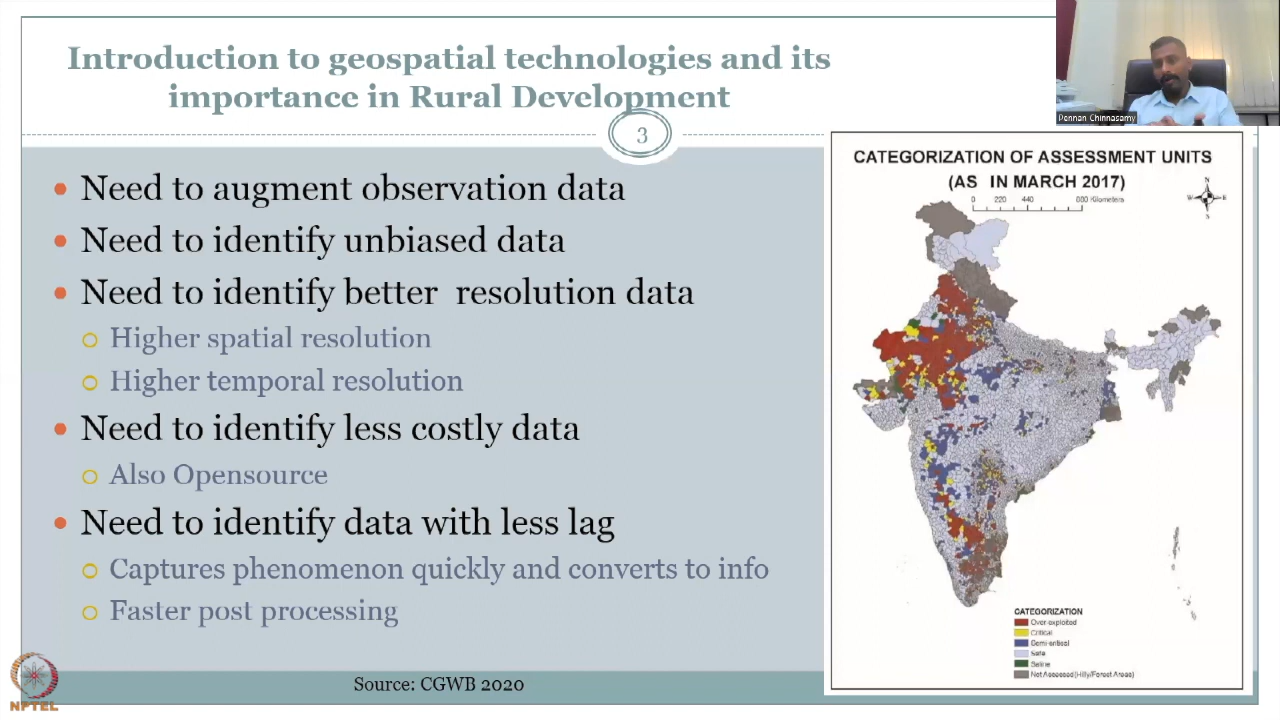 Introduction to geospatial technologies and its
importance in Rural Development
3
Pennan Chinnasamy
Need to augment observation data
Need to identify unbiased data
Need to identify better resolution data
Higher spatial resolution
Higher temporal resolution
Need to identify less costly data
Also Opensource
Need to identify data with less lag
Captures phenomenon quickly and converts to info
Faster post processing
Source: CGWB 2020
NPTEL
CATEGORIZATION OF ASSESSMENT UNITS
(AS IN MARCH 2017)
N
W E
S
0 220 440 880 Kilometers
CATEGORIZATION
Over-exploited
Critical
Semi-critical
Safe
Saline
Not Assessed(Hilly/Forest Areas)